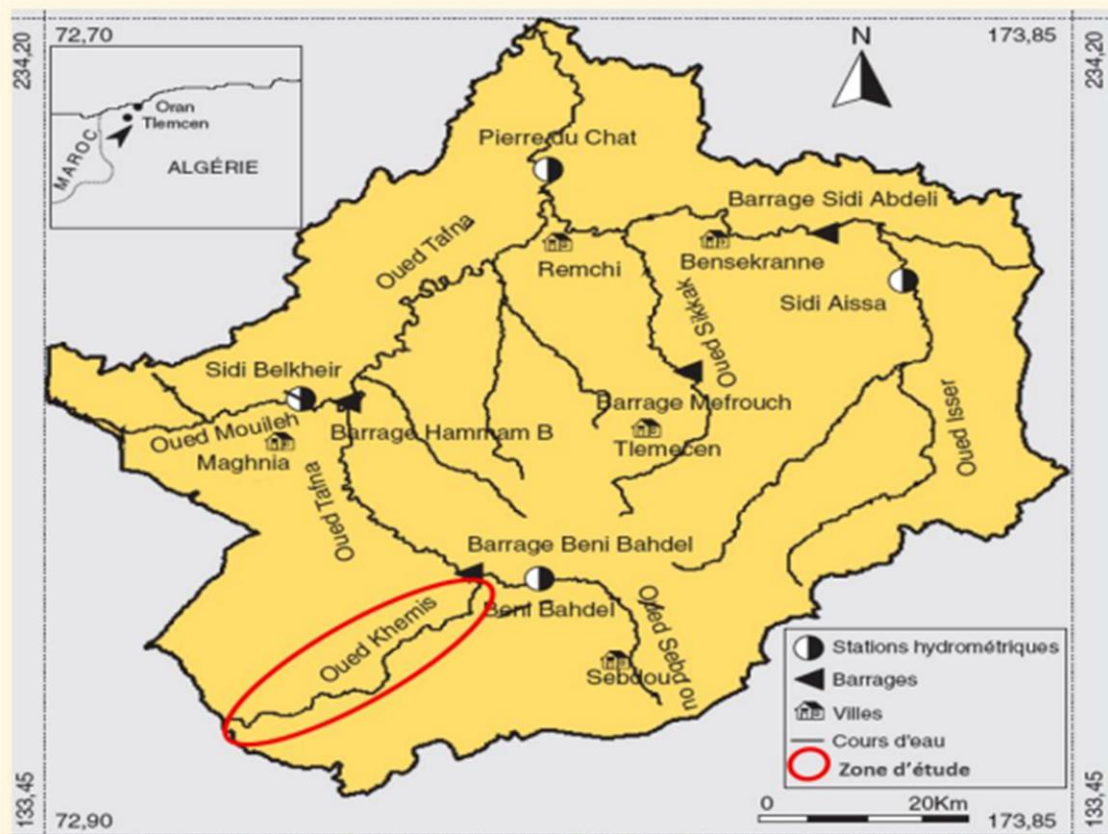 234,20
72,70
173,85
234,20
N
Oran
Tlemcen
MAROC
ALGÉRIE
Pierre du Chat
Barrage Sidi Abdeli
Oued Tafna
Remchi
Bensekranne
Sidi Aissa
Oued Sikkak
Sidi Belkheir
Oued Mouileh
Maghnia
Barrage Hammam B
Barrage Mefrouch
Tlemecen
Oued Isser
Oued Tafna
Barrage Beni Bahdel
Beni Bahdel
Oued Khemis
Oued Sebdou
Sebdou
Stations hydrométriques
Barrages
Villes
Cours d'eau
Zone d'étude
0 20Km
133,45
72,90
173,85
133,45